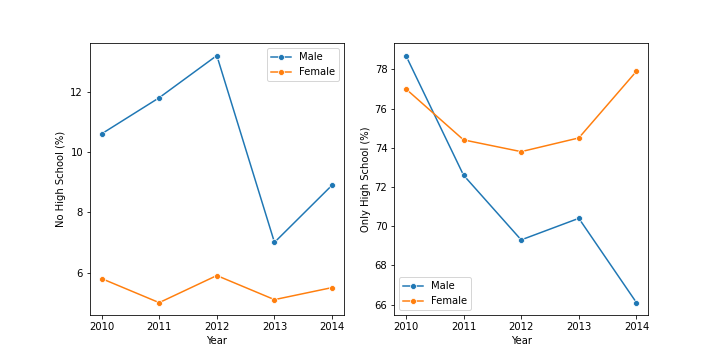 No High School (%)
12
10
8
6
2010 2011 2012 2013 2014
Year
Male
Female
Only High School (%)
78
76
74
72
70
68
66
2010 2011 2012 2013 2014
Year
Male
Female